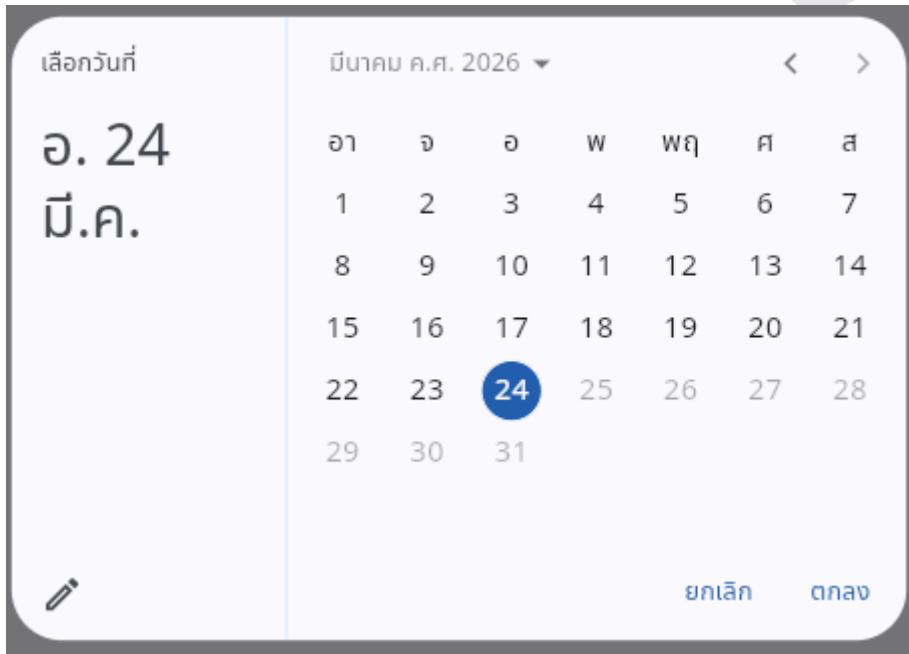 เลือกวันที่
อ. 24
มี.ค.
มีนาคม ค.ศ. 2026
อา จ อ พ พฤ ศ ส
1 2 3 4 5 6 7
8 9 10 11 12 13 14
15 16 17 18 19 20 21
22 23 24 25 26 27 28
29 30 31
ยกเลิก ตกลง